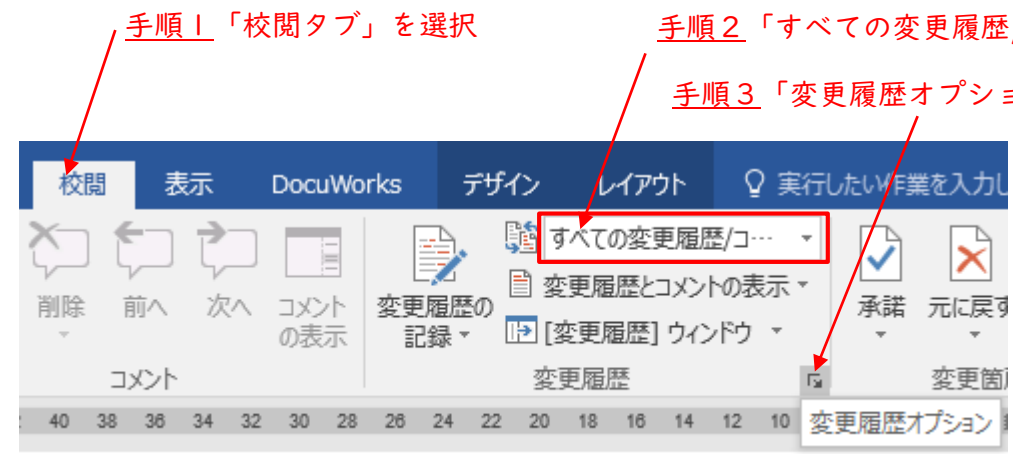 手順１「校閲タブ」を選択
手順２「すべての変更履歴
手順３「変更履歴オプショ
校閲 表示 DocuWorks デザイン レイアウト 実行したい作業を入力し
すべての変更履歴/コ…
変更履歴とコメントの表示
[変更履歴] ウィンドウ
削除 前へ 次へ コメントの表示 変更履歴の記録 承諾 元に戻す
コメント 変更履歴 変更箇
40 38 36 34 32 30 28 26 24 22 20 18 16 14 12 10
変更履歴オプション